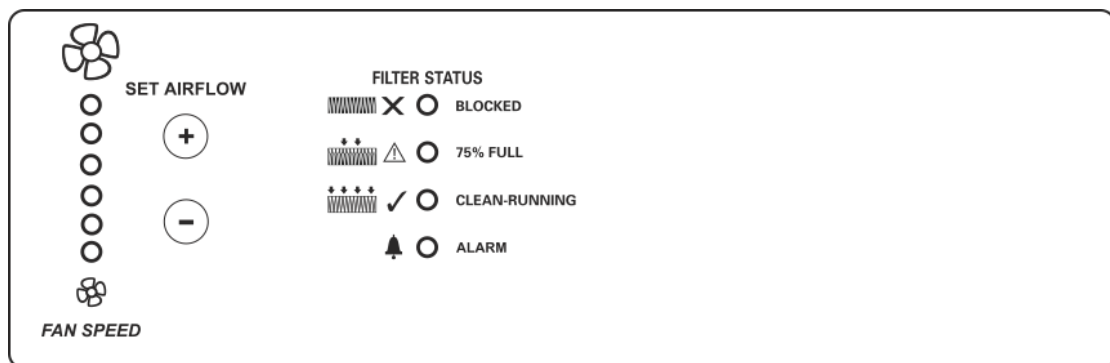 SET AIRFLOW
+
-
FAN SPEED
FILTER STATUS
BLOCKED
75% FULL
CLEAN-RUNNING
ALARM